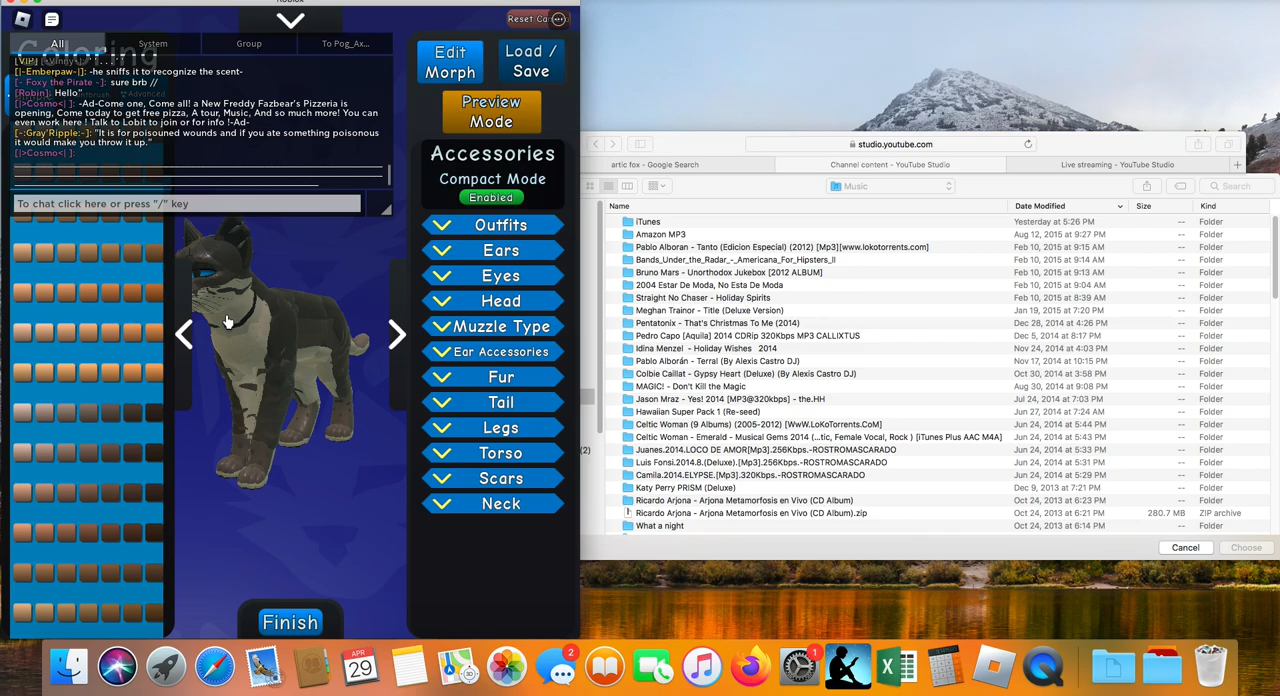 Roblox
Reset Ca
Coloring
All
System
Group
To Pog_Ax...
[VIP]
[|-Emberpaw-|]: -he sniffs it to recognize the scent-
[- Foxy the Pirate -]: sure brb //
[Robin]: Hello"
Advanced
[|>Cosmo<|]: -Ad-Come one, Come all! a New Freddy Fazbear's Pizzeria is
opening, Come today to get free pizza, A tour, Music, And so much more! You can
even work here ! Talk to Lobit to join or for info !-Ad-
[-:Gray'Ripple:-]: "It is for poisouned wounds and if you ate something poisonous
it would make you throw it up."
[|>Cosmo<|]:
To chat click here or press "/" key
Edit
Morph
Load /
Save
Preview
Mode
Accessories
Compact Mode
Enabled
Outfits
Ears
Eyes
Head
Muzzle Type
Ear Accessories
Fur
Tail
Legs
Torso
Scars
Neck
Finish
studio.youtube.com
artic fox - Google Search
Channel content - YouTube Studio
Live streaming - YouTube Studio
Music
Search
Name Date Modified Size Kind
iTunes Yesterday at 5:26 PM -- Folder
Amazon MP3 Aug 12, 2015 at 9:27 PM -- Folder
Pablo Alboran - Tanto (Edicion Especial) (2012) [Mp3][www.lokotorrents.com] Feb 10, 2015 at 9:15 AM -- Folder
Bands_Under_the_Radar_-_Americana_For_Hipsters_II Feb 10, 2015 at 9:14 AM -- Folder
Bruno Mars - Unorthodox Jukebox [2012 ALBUM] Feb 10, 2015 at 9:13 AM -- Folder
2004 Estar De Moda, No Esta De Moda Feb 10, 2015 at 9:04 AM -- Folder
Straight No Chaser - Holiday Spirits Feb 10, 2015 at 8:39 AM -- Folder
Meghan Trainor - Title (Deluxe Version) Jan 19, 2015 at 7:20 PM -- Folder
Pentatonix - That's Christmas To Me (2014) Dec 28, 2014 at 4:26 PM -- Folder
Pedro Capo [Aquila] 2014 CDRip 320Kbps MP3 CALLIXTUS Dec 5, 2014 at 8:17 PM -- Folder
Idina Menzel - Holiday Wishes 2014 Nov 24, 2014 at 4:03 PM -- Folder
Pablo Alborán - Terral (By Alexis Castro DJ) Nov 17, 2014 at 10:15 PM -- Folder
Colbie Caillat - Gypsy Heart (Deluxe) (By Alexis Castro DJ) Oct 30, 2014 at 3:58 PM -- Folder
MAGIC! - Don't Kill the Magic Aug 30, 2014 at 9:08 PM -- Folder
Jason Mraz - Yes! 2014 [MP3@320kbps] - the.HH Jul 24, 2014 at 7:03 PM -- Folder
Hawaiian Super Pack 1 (Re-seed) Jun 27, 2014 at 7:24 AM -- Folder
Celtic Woman (9 Albums) (2005-2012) [WwW.LoKoTorrents.CoM] Jun 24, 2014 at 5:44 PM -- Folder
Celtic Woman - Emerald - Musical Gems 2014 (...tic, Female Vocal, Rock ) [iTunes Plus AAC M4A] Jun 24, 2014 at 5:43 PM -- Folder
Juanes.2014.LOCO DE AMOR[Mp3].256Kbps.-ROSTROMASCARADO Jun 24, 2014 at 5:33 PM -- Folder
Luis Fonsi.2014.8.(Deluxe).[Mp3].256Kbps.-ROSTROMASCARADO Jun 24, 2014 at 5:31 PM -- Folder
Camila.2014.ELYPSE.[Mp3].320Kbps.-ROSTROMASCARADO Jun 24, 2014 at 5:29 PM -- Folder
Katy Perry PRISM (Deluxe) Dec 9, 2013 at 7:21 PM -- Folder
Ricardo Arjona - Arjona Metamorfosis en Vivo (CD Album) Oct 24, 2013 at 6:23 PM -- Folder
Ricardo Arjona - Arjona Metamorfosis en Vivo (CD Album).zip Oct 24, 2013 at 6:17 PM 280.7 MB ZIP archive
What a night Oct 24, 2013 at 6:14 PM -- Folder
(2)
Cancel
Choose
APR
29
3D
2
1